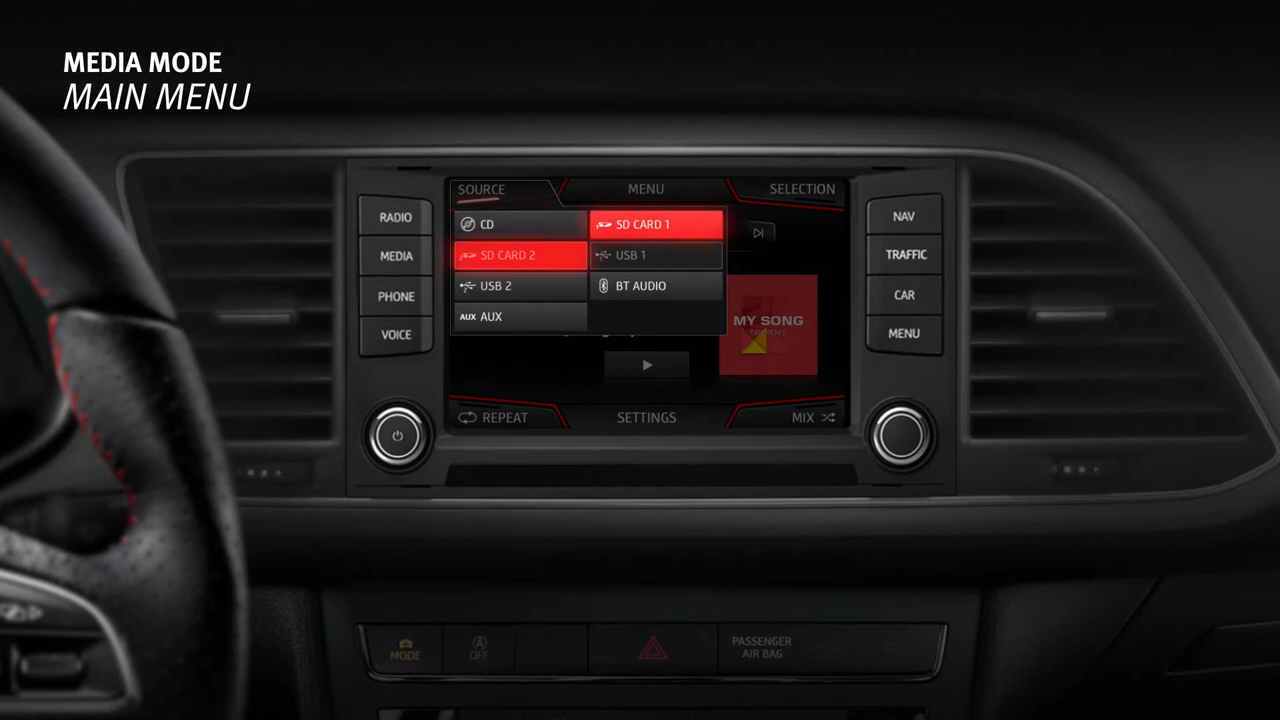 MEDIA MODE
MAIN MENU
SOURCE
MENU
SELECTION
RADIO
MEDIA
PHONE
VOICE
CD
SD CARD 1
SD CARD 2
USB 1
USB 2
BT AUDIO
AUX AUX
MY SONG
EXPERIENCE
REPEAT
SETTINGS
MIX
NAV
TRAFFIC
CAR
MENU
MODE
A
OFF
PASSENGER
AIR BAG